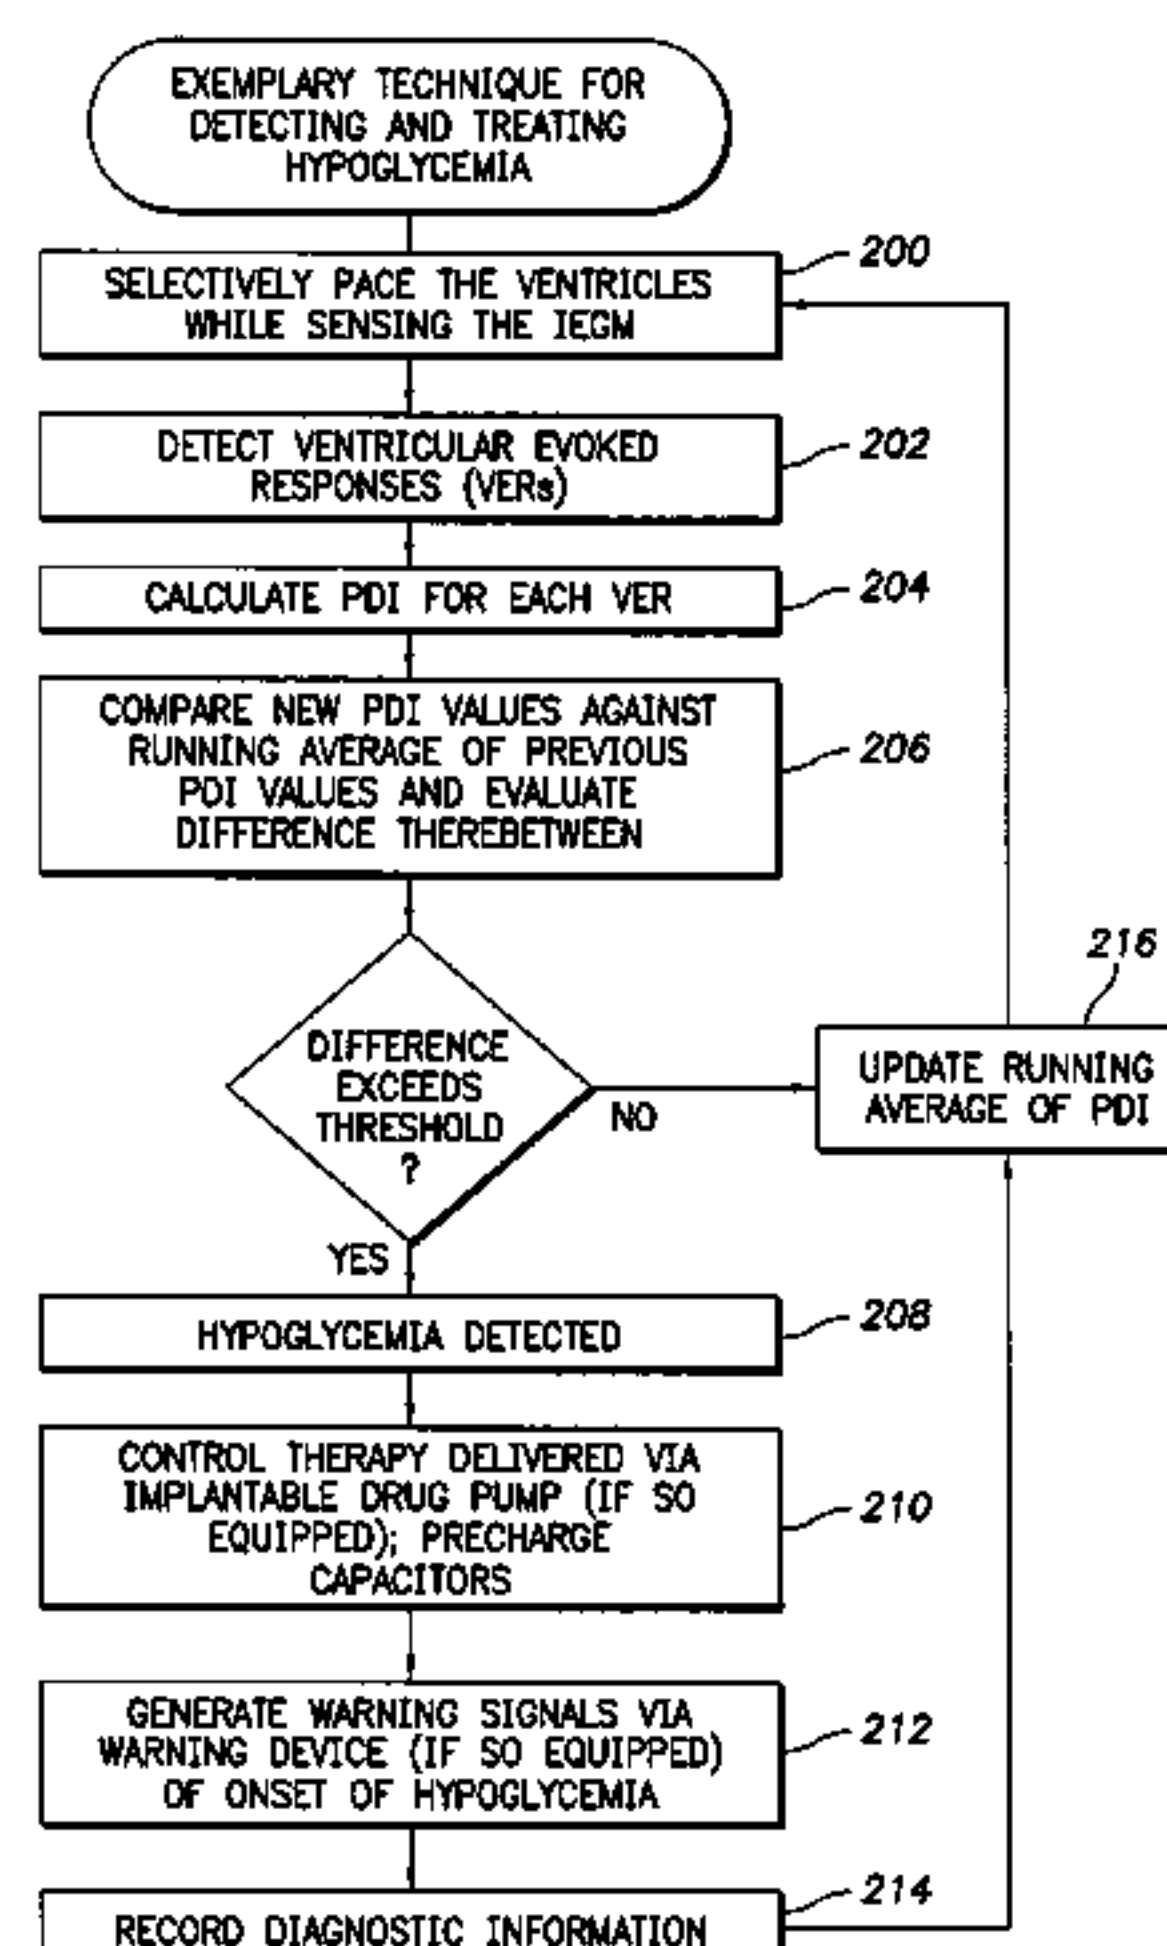 EXEMPLARY TECHNIQUE FOR
DETECTING AND TREATING
HYPOGLYCEMIA
200
SELECTIVELY PACE THE VENTRICLES
WHILE SENSING THE IEGM
202
DETECT VENTRICULAR EVOKED
RESPONSES (VERs)
204
CALCULATE PDI FOR EACH VER
206
COMPARE NEW PDI VALUES AGAINST
RUNNING AVERAGE OF PREVIOUS
PDI VALUES AND EVALUATE
DIFFERENCE THEREBETWEEN
216
DIFFERENCE
EXCEEDS
THRESHOLD
?
NO
UPDATE RUNNING
AVERAGE OF PDI
YES
208
HYPOGLYCEMIA DETECTED
210
CONTROL THERAPY DELIVERED VIA
IMPLANTABLE DRUG PUMP (IF SO
EQUIPPED); PRECHARGE
CAPACITORS
212
GENERATE WARNING SIGNALS VIA
WARNING DEVICE (IF SO EQUIPPED)
OF ONSET OF HYPOGLYCEMIA
214
RECORD DIAGNOSTIC INFORMATION